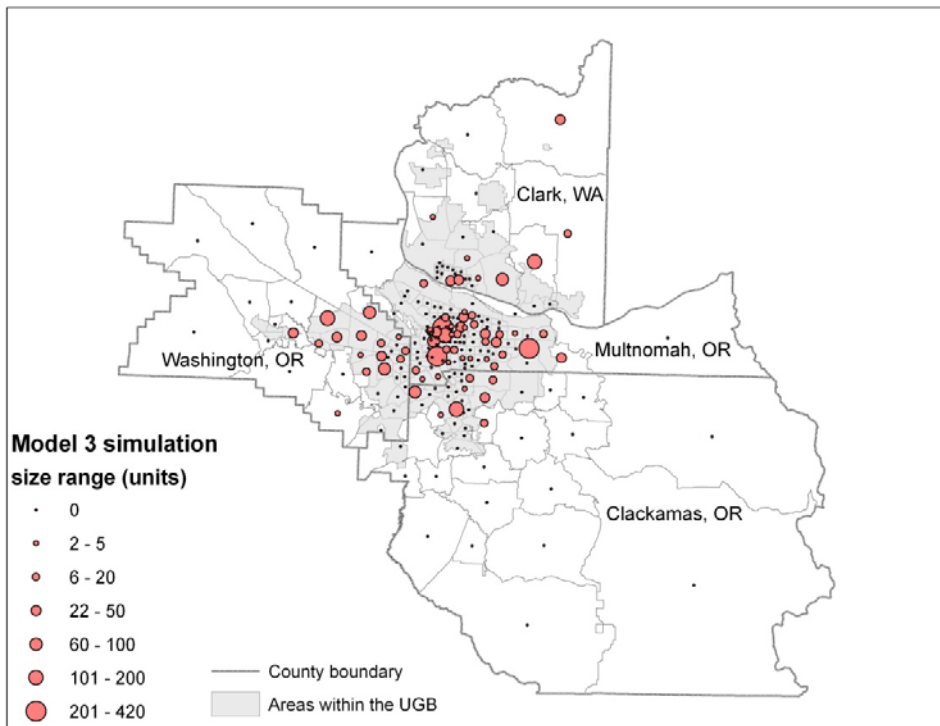 Clark, WA
Multnomah, OR
Washington, OR
Clackamas, OR
Model 3 simulation
size range (units)
0
2 - 5
6 - 20
22 - 50
60 - 100
101 - 200
201 - 420
County boundary
Areas within the UGB